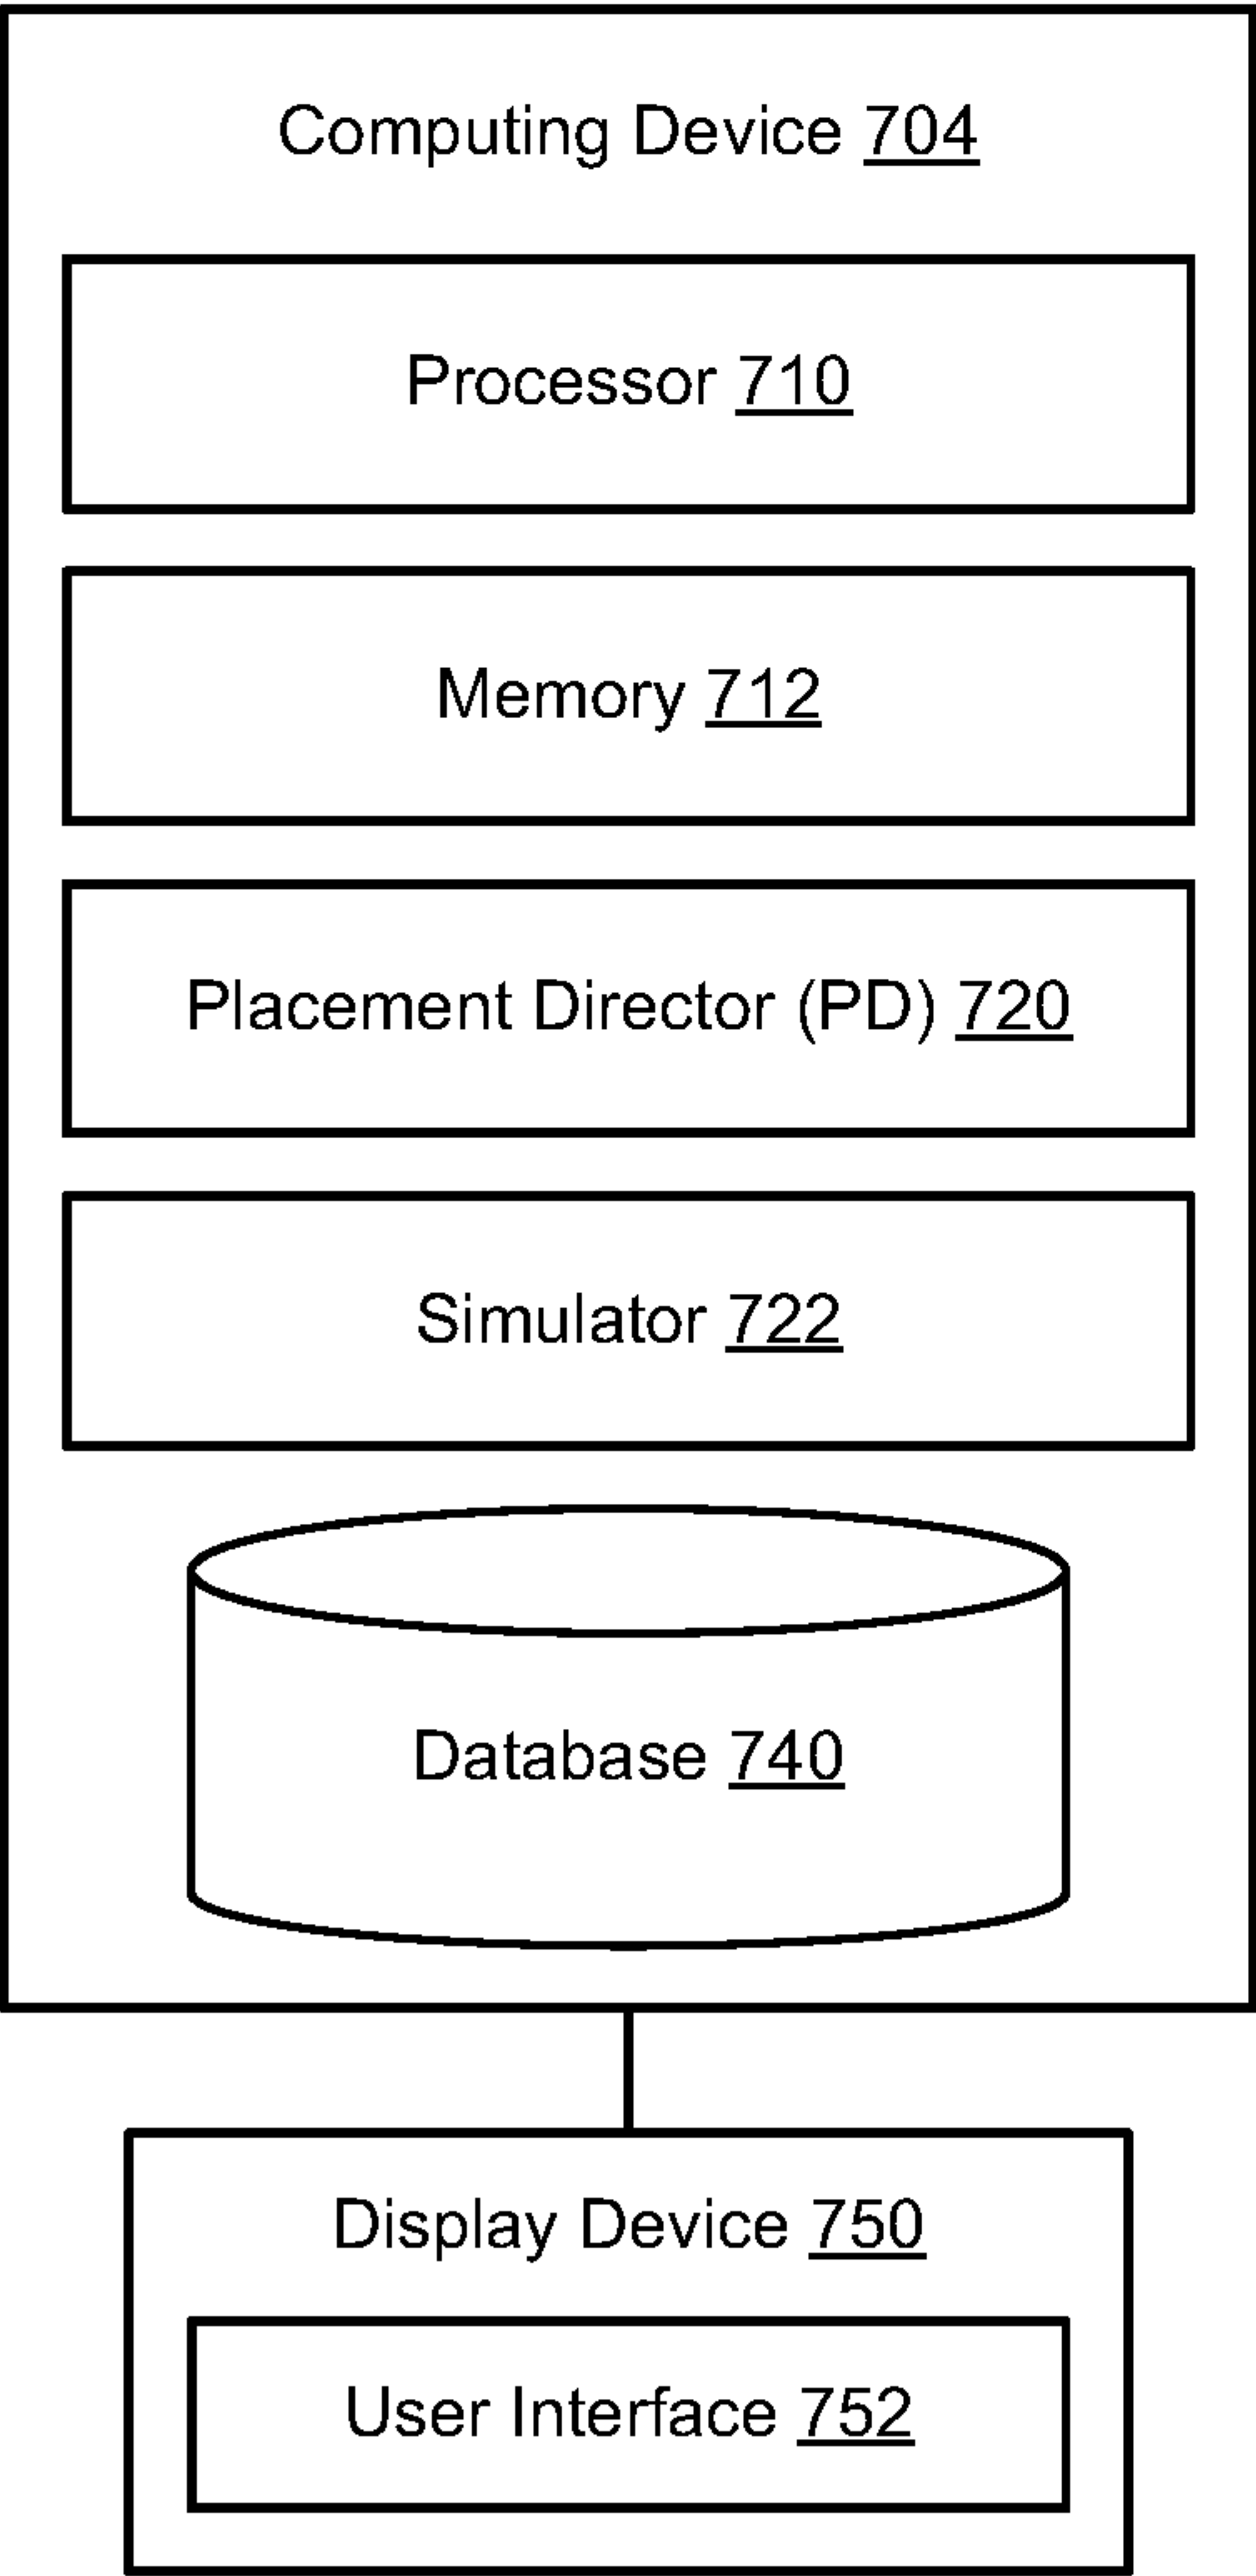 Computing Device 704
Processor 710
Memory 712
Placement Director (PD) 720
Simulator 722
Database 740
Display Device 750
User Interface 752